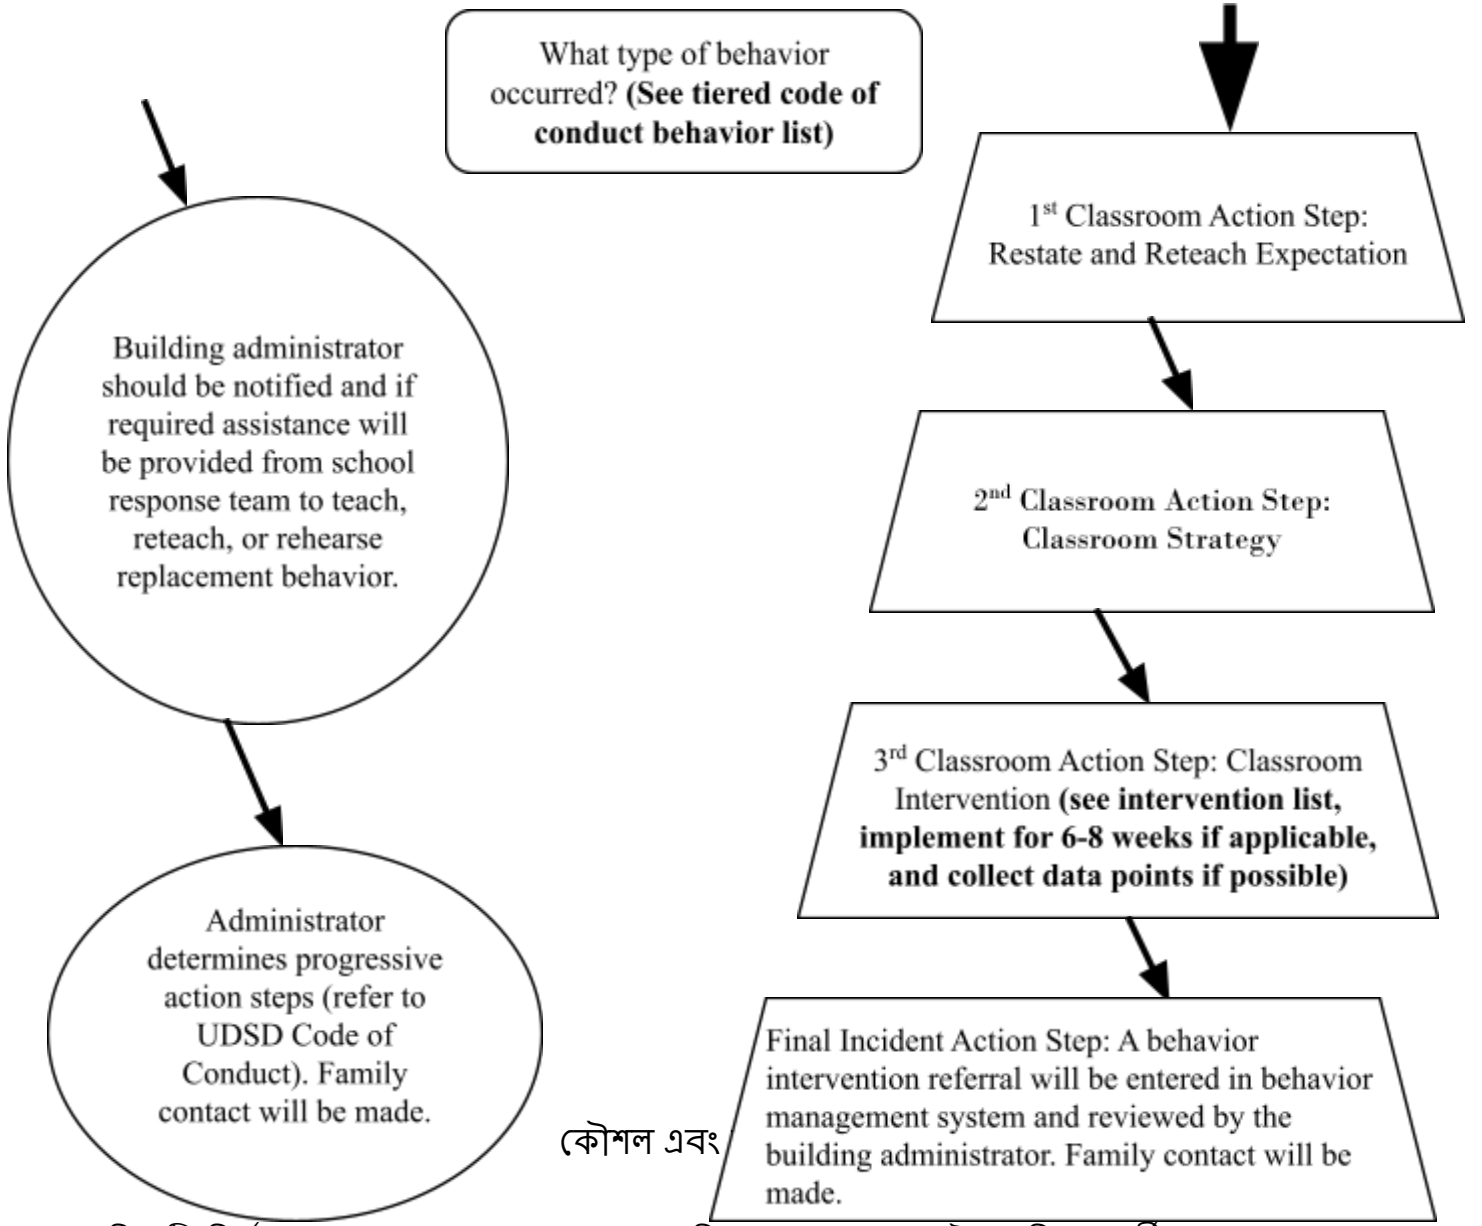 What type of behavior
occurred? (See tiered code of
conduct behavior list)
1st Classroom Action Step:
Restate and Reteach Expectation
Building administrator
should be notified and if
required assistance will
be provided from school
response team to teach,
reteach, or rehearse
replacement behavior.
2nd Classroom Action Step:
Classroom Strategy
3rd Classroom Action Step: Classroom
Intervention (see intervention list,
implement for 6-8 weeks if applicable,
and collect data points if possible)
Administrator
determines progressive
action steps (refer to
UDSD Code of
Conduct). Family
contact will be made.
Final Incident Action Step: A behavior
intervention referral will be entered in behavior
management system and reviewed by the
building administrator. Family contact will be
made.
কৌশল এবং